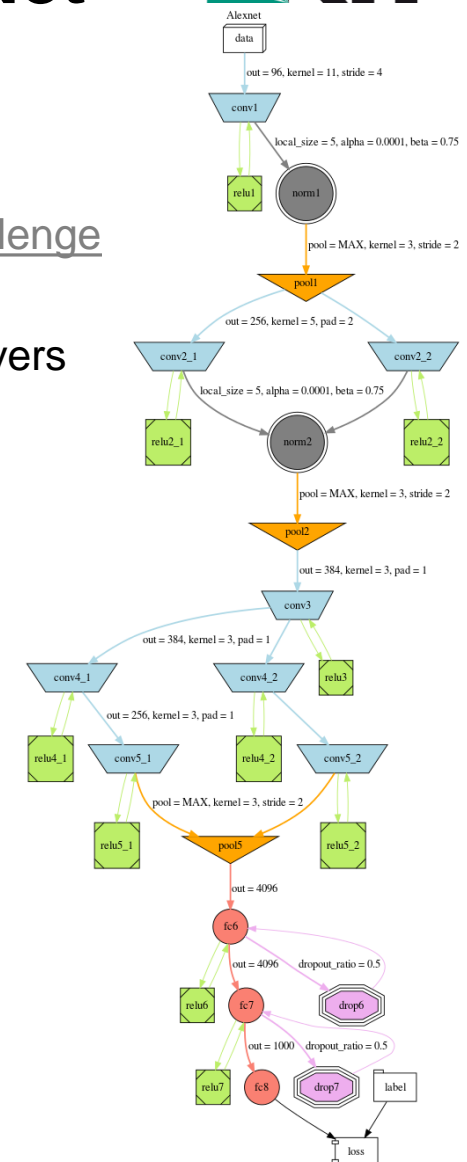 Alexnet
data
out = 96, kernel = 11, stride = 4
conv1
local_size = 5, alpha = 0.0001, beta = 0.75
relu1
norm1
lenge
pool = MAX, kernel = 3, stride = 2
pool1
out = 256, kernel = 5, pad = 2
yers
conv2_1
conv2_2
local_size = 5, alpha = 0.0001, beta = 0.75
relu2_1
norm2
relu2_2
pool = MAX, kernel = 3, stride = 2
pool2
out = 384, kernel = 3, pad = 1
conv3
out = 384, kernel = 3, pad = 1
conv4_1
conv4_2
relu3
out = 256, kernel = 3, pad = 1
relu4_1
conv5_1
relu4_2
conv5_2
pool = MAX, kernel = 3, stride = 2
relu5_1
pool5
relu5_2
out = 4096
fc6
out = 4096
dropout_ratio = 0.5
relu6
fc7
drop6
out = 1000
dropout_ratio = 0.5
relu7
fc8
drop7
label
loss